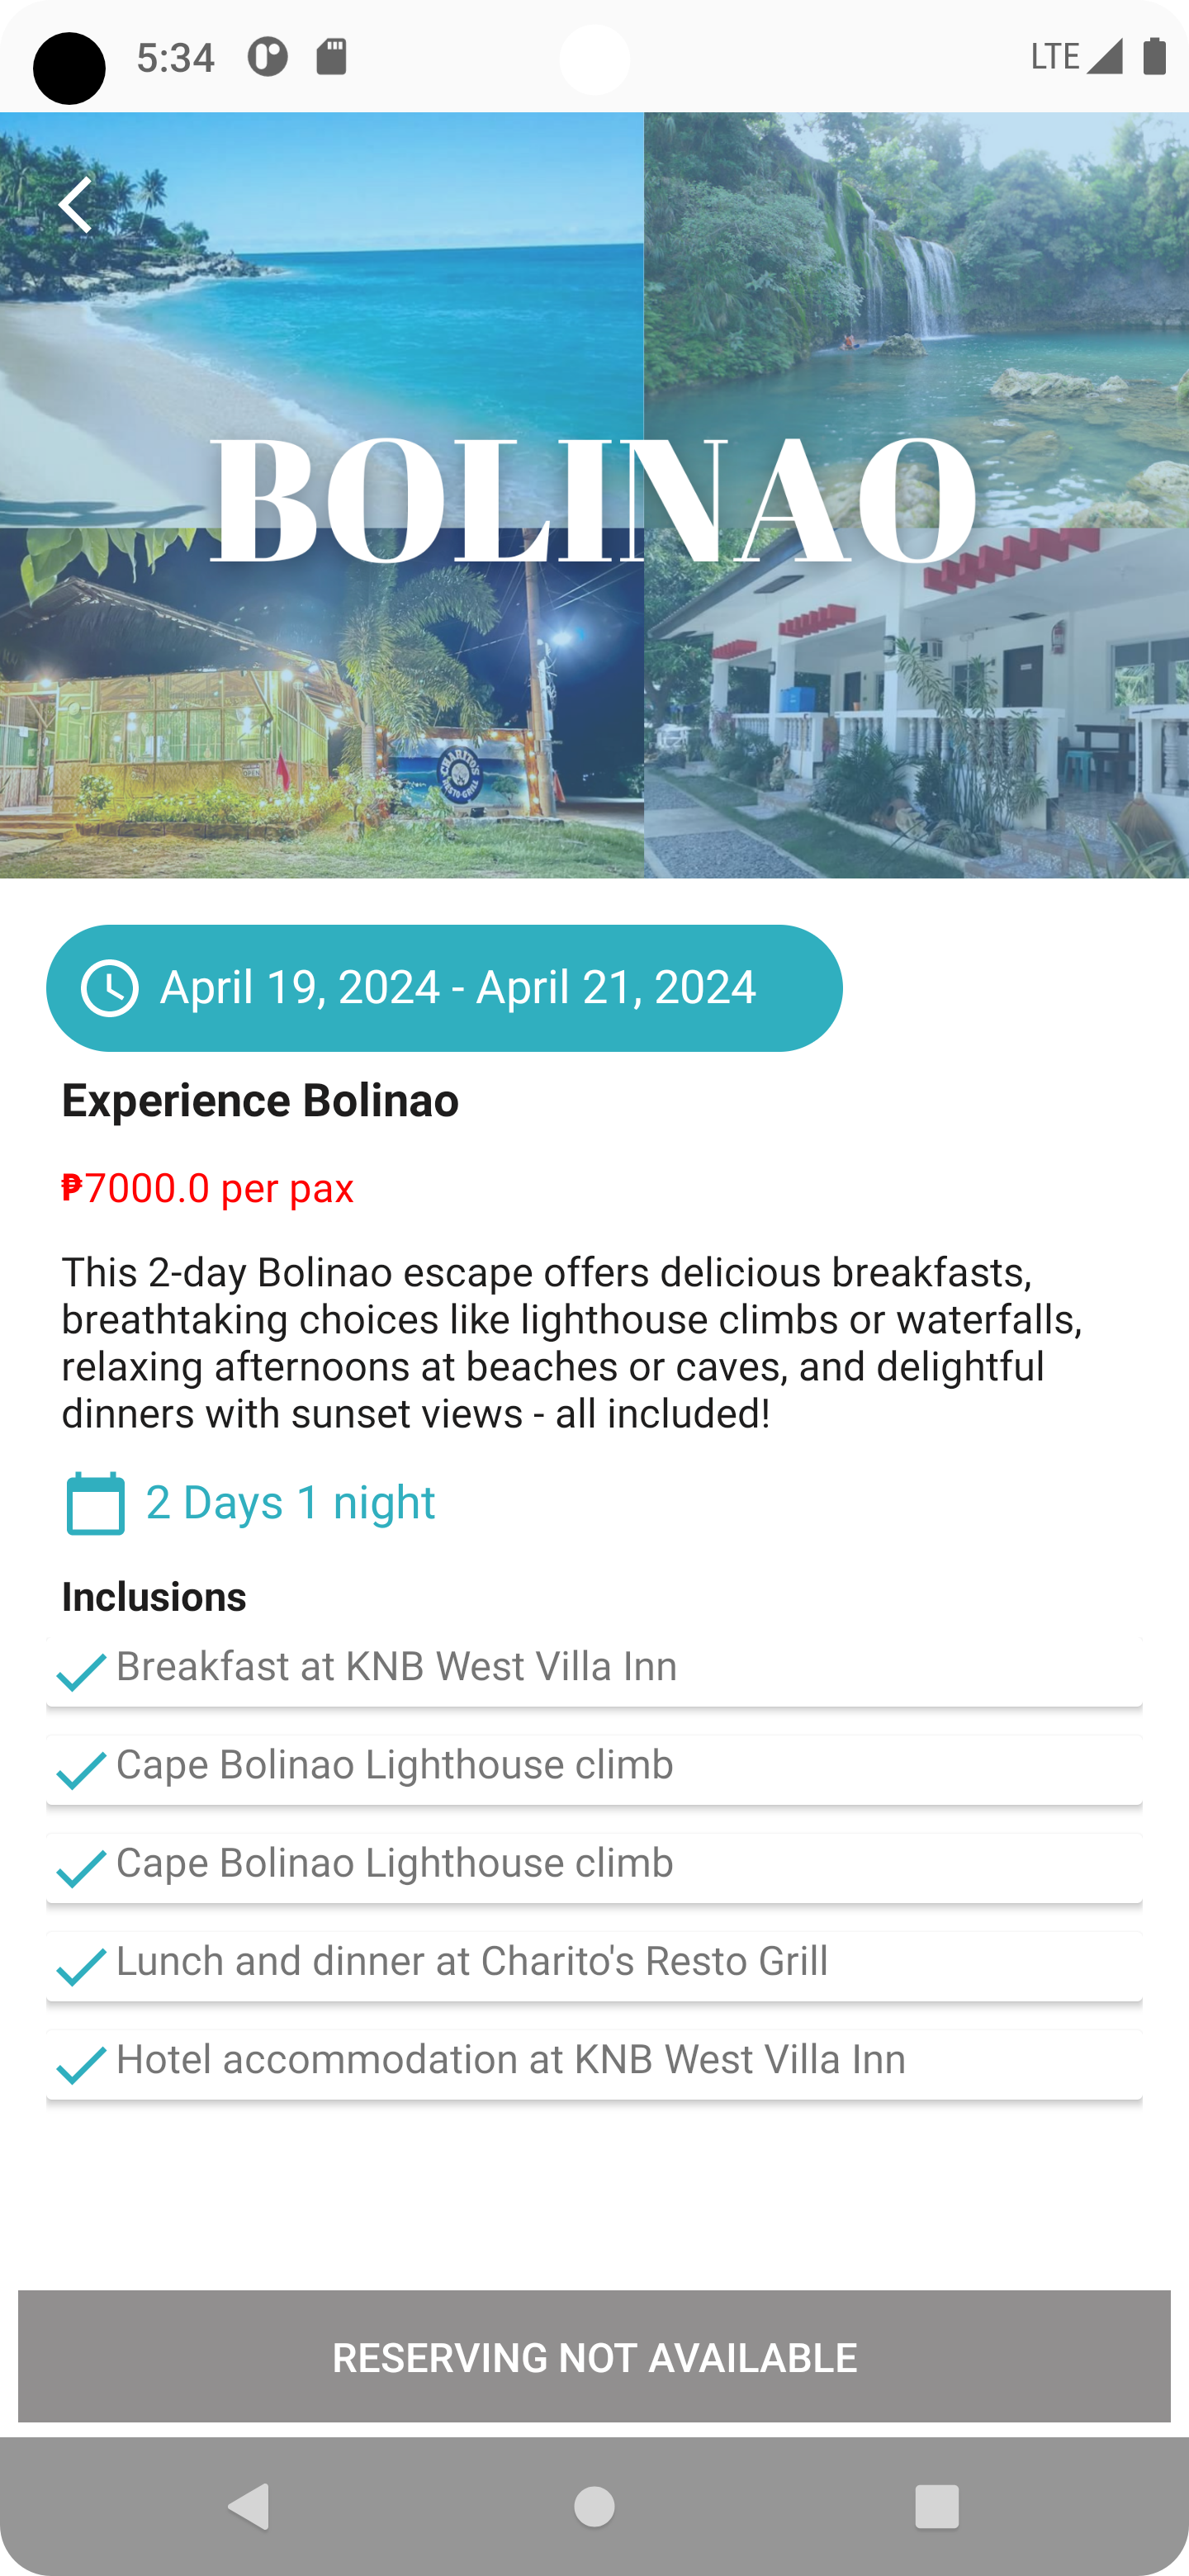 5:34
LTE
BOLINAO
CHARITO'S
RESTO GRILL
April 19, 2024 - April 21, 2024
Experience Bolinao
₱7000.0 per pax
This 2-day Bolinao escape offers delicious breakfasts,
breathtaking choices like lighthouse climbs or waterfalls,
relaxing afternoons at beaches or caves, and delightful
dinners with sunset views - all included!
2 Days 1 night
Inclusions
Breakfast at KNB West Villa Inn
Cape Bolinao Lighthouse climb
Cape Bolinao Lighthouse climb
Lunch and dinner at Charito's Resto Grill
Hotel accommodation at KNB West Villa Inn
RESERVING NOT AVAILABLE